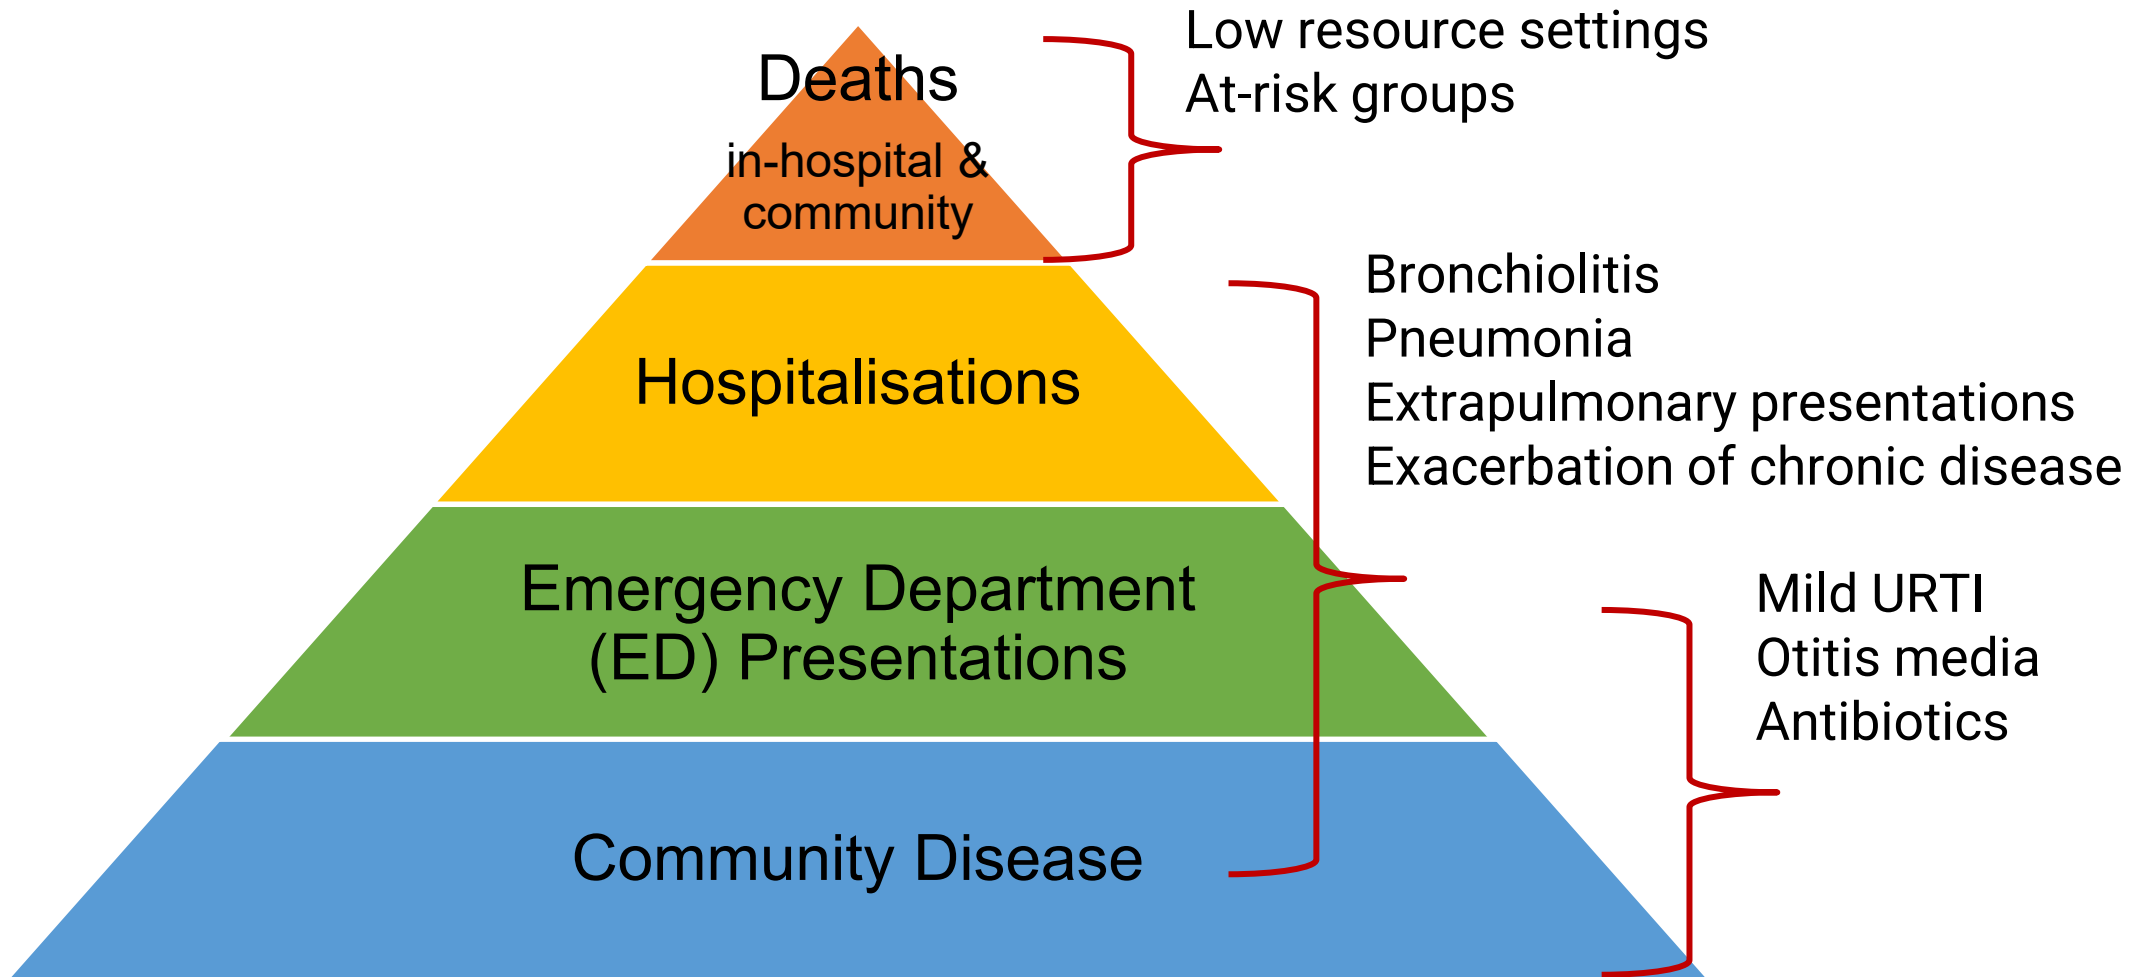 Deaths
in-hospital &
community
Low resource settings
At-risk groups
Hospitalisations
Bronchiolitis
Pneumonia
Extrapulmonary presentations
Exacerbation of chronic disease
Emergency Department
(ED) Presentations
Mild URTI
Otitis media
Antibiotics
Community Disease